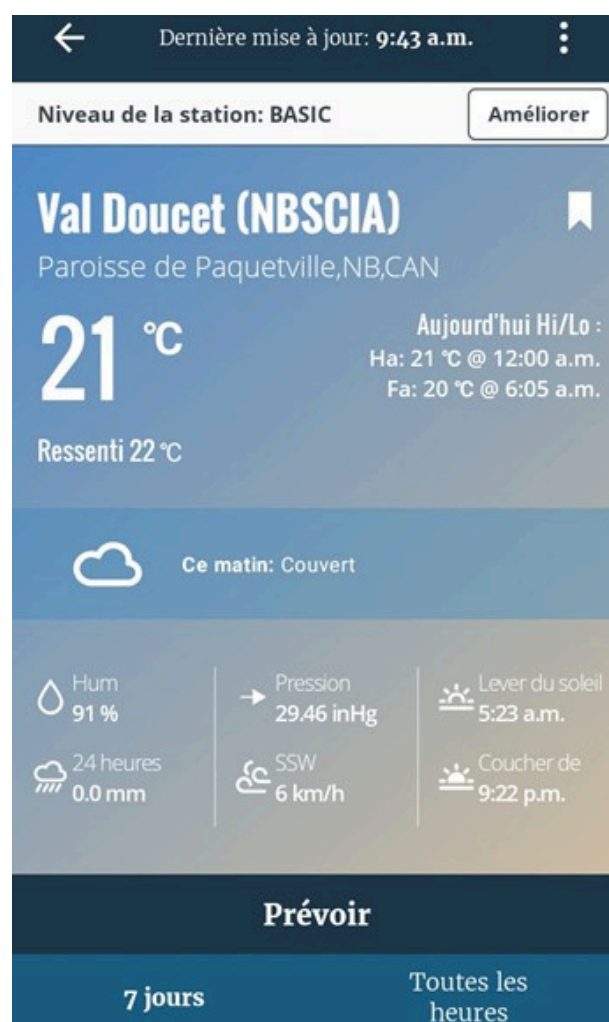 Dernière mise à jour: 9:43 a.m.
Niveau de la station: BASIC
Améliorer
Val Doucet (NBSCIA)
Paroisse de Paquetville,NB,CAN
21 °C
Aujourd'hui Hi/Lo :
Ha: 21 °C @ 12:00 a.m.
Fa: 20 °C @ 6:05 a.m.
Ressenti 22 °C
Ce matin: Couvert
Hum
91 %
Pression
29.46 inHg
Lever du soleil
5:23 a.m.
24 heures
0.0 mm
SSW
6 km/h
Coucher de
9:22 p.m.
Prévoir
7 jours
Toutes les
heures